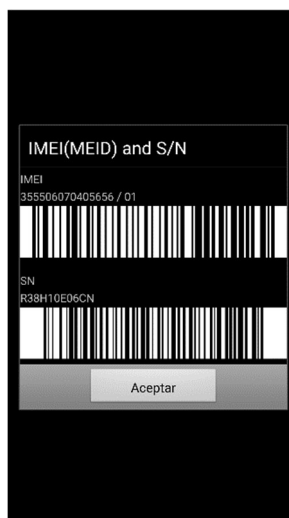 IMEI(MEID) and S/N
IMEI
355506070405656 / 01
SN
R38H10E06CN
Aceptar